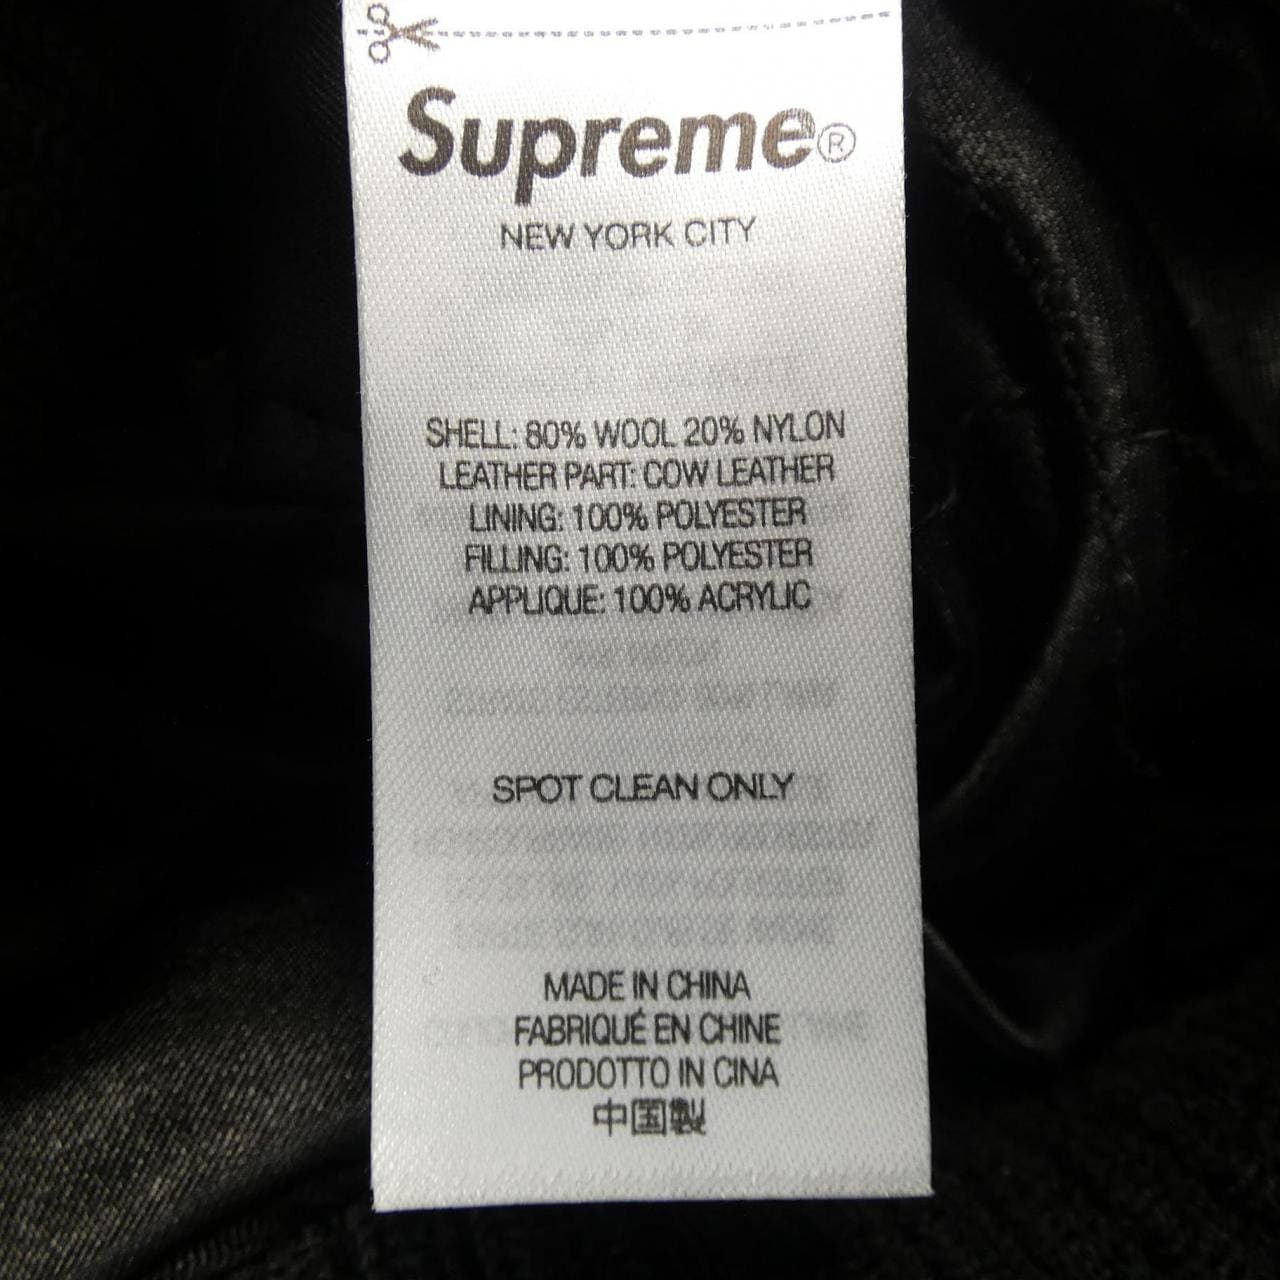 Supreme®
NEW YORK CITY
SHELL: 80% WOOL 20% NYLON
LEATHER PART: COW LEATHER
LINING: 100% POLYESTER
FILLING: 100% POLYESTER
APPLIQUE: 100% ACRYLIC
SPOT CLEAN ONLY
MADE IN CHINA
FABRIQUÉ EN CHINE
PRODOTTO IN CINA
中国製